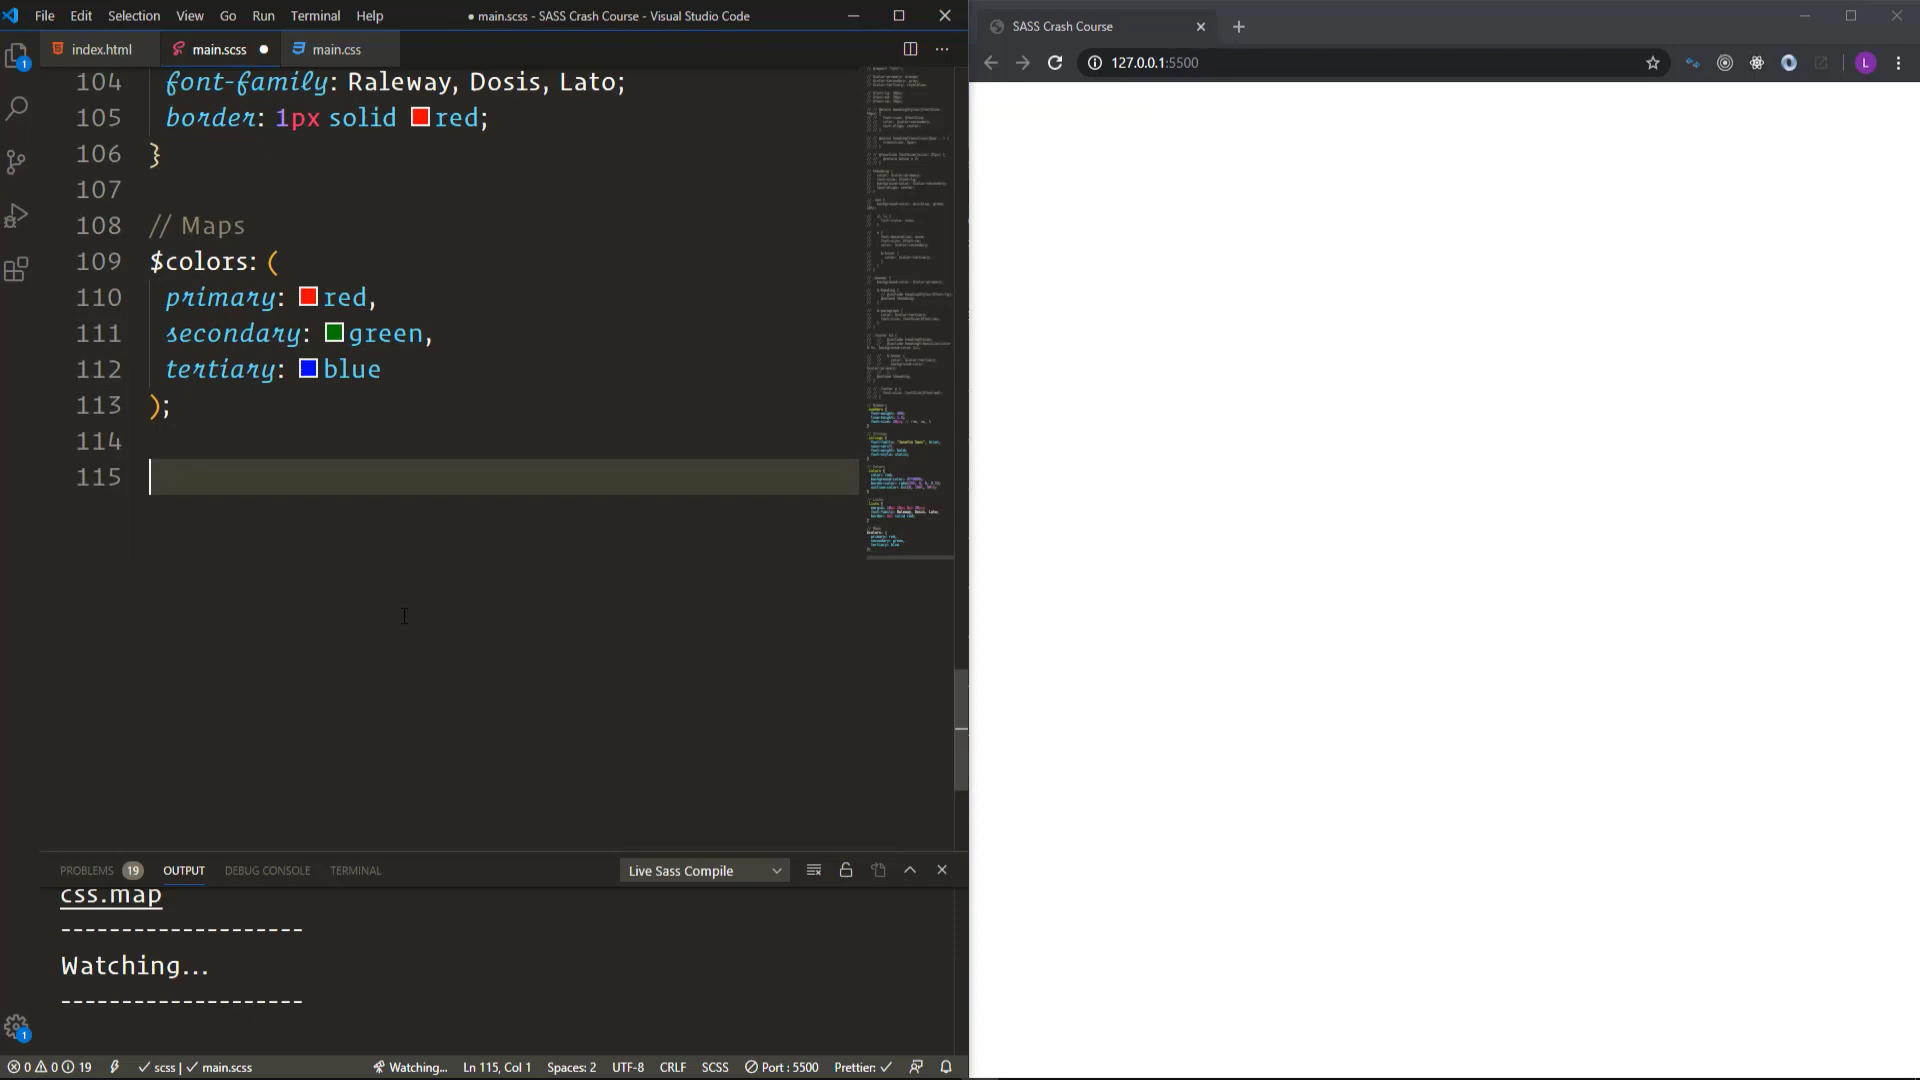 File Edit Selection View Go Run Terminal Help
● main.scss - SASS Crash Course - Visual Studio Code
SASS Crash Course
index.html
main.scss
main.css
127.0.0.1:5500
L
1
104 font-family: Raleway, Dosis, Lato;
105 border: 1px solid red;
106 }
107
108 // Maps
109 $colors: (
110 primary: red,
111 secondary: green,
112 tertiary: blue
113 );
114
115
PROBLEMS 19 OUTPUT DEBUG CONSOLE TERMINAL
Live Sass Compile
css.map
--------------------
Watching...
--------------------
1
0 0 19 scss | main.scss Watching... Ln 115, Col 1 Spaces: 2 UTF-8 CRLF SCSS Port : 5500 Prettier: ✓